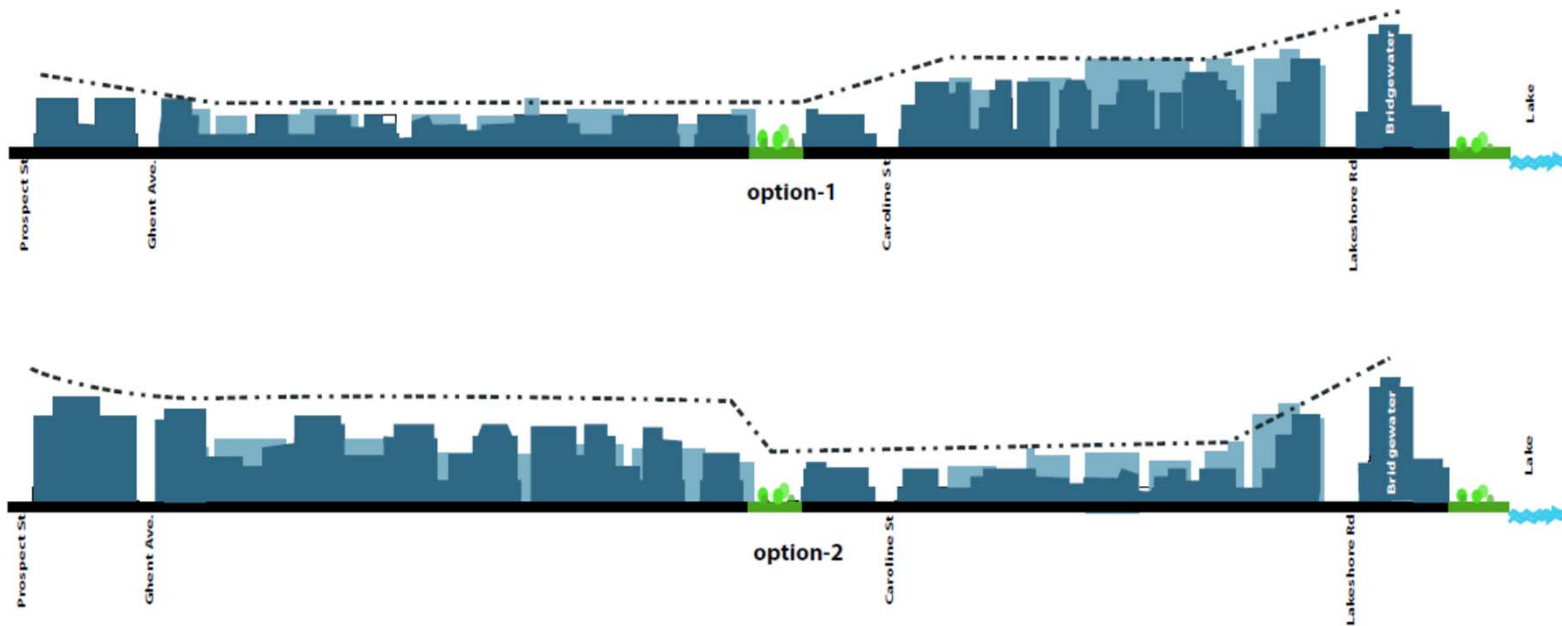 Bridgewater
Lake
Prospect St
Ghent Ave.
option-1
Caroline St
Lakeshore Rd
Bridgewater
Lake
Prospect St
Ghent Ave.
option-2
Caroline St
Lakeshore Rd